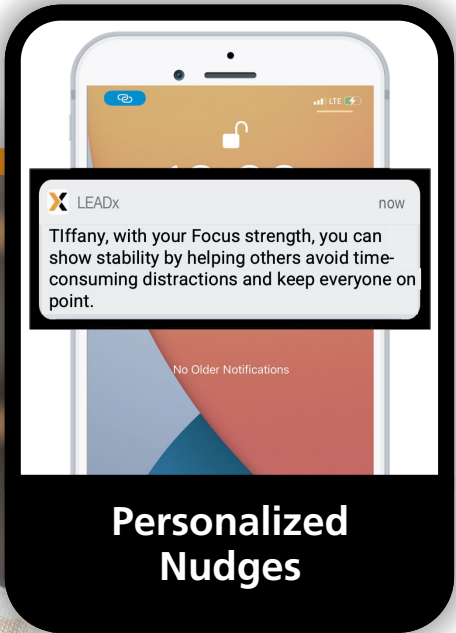 LTE
LEADx
now
TIffany, with your Focus strength, you can
show stability by helping others avoid time-
consuming distractions and keep everyone on
point.
No Older Notifications
Personalized
Nudges